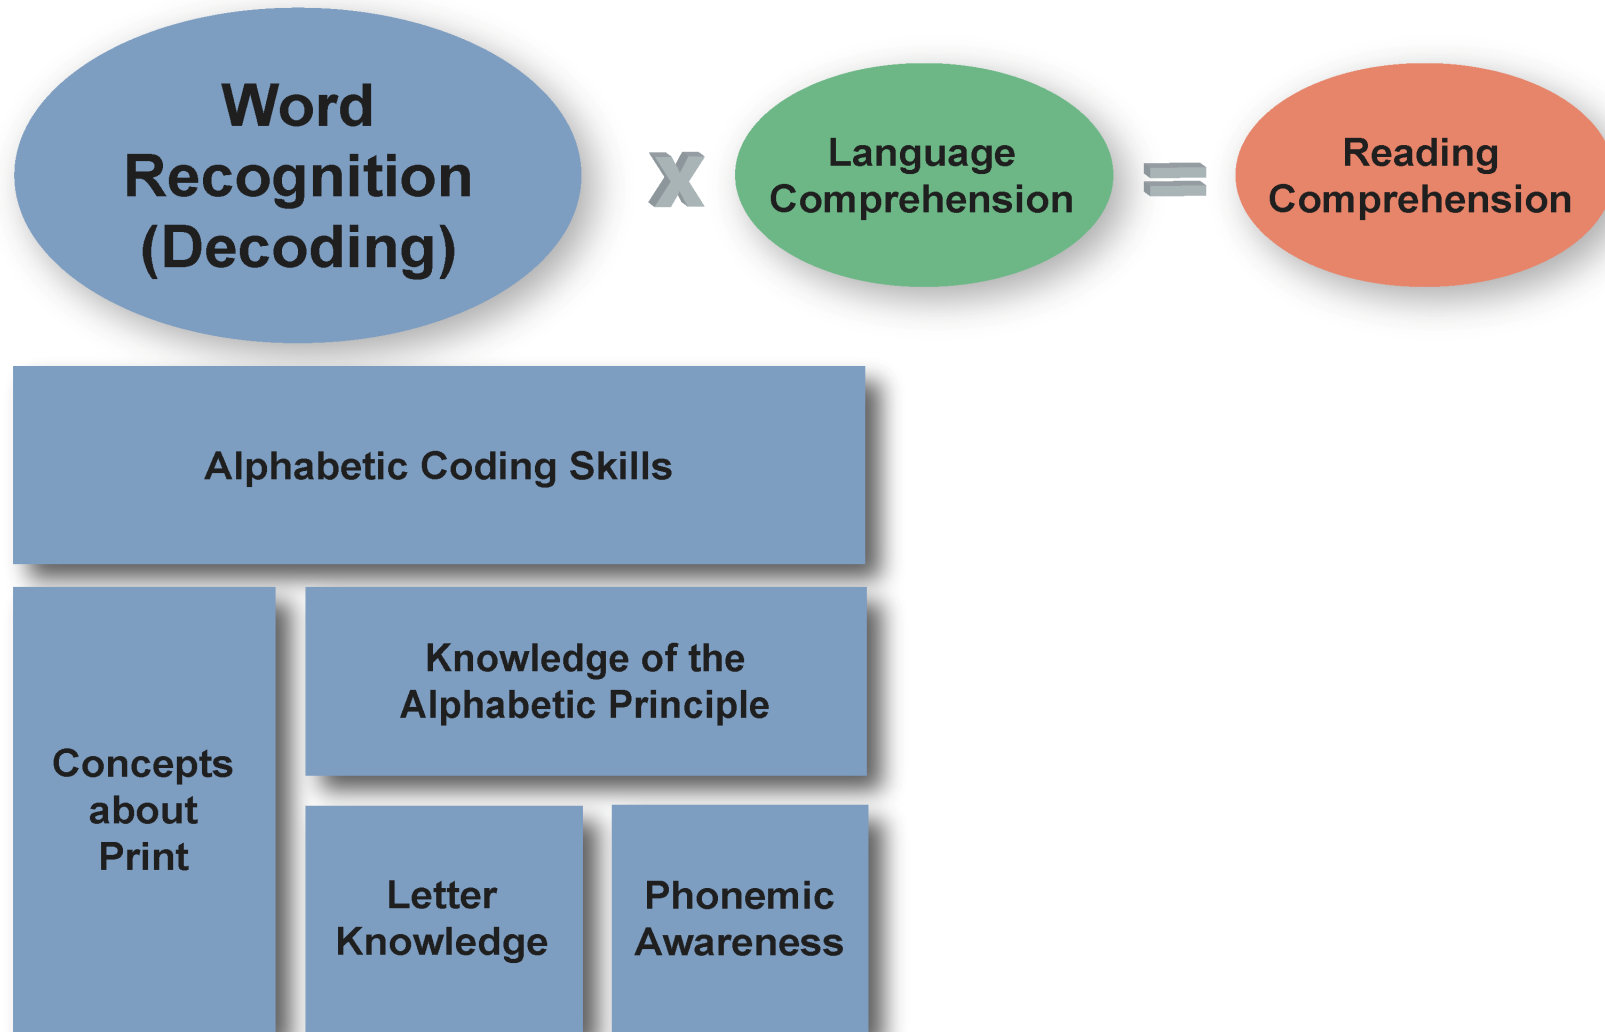 Word
Recognition
(Decoding)
x
Language
Comprehension
=
Reading
Comprehension
Alphabetic Coding Skills
Concepts
about
Print
Knowledge of the
Alphabetic Principle
Letter
Knowledge
Phonemic
Awareness